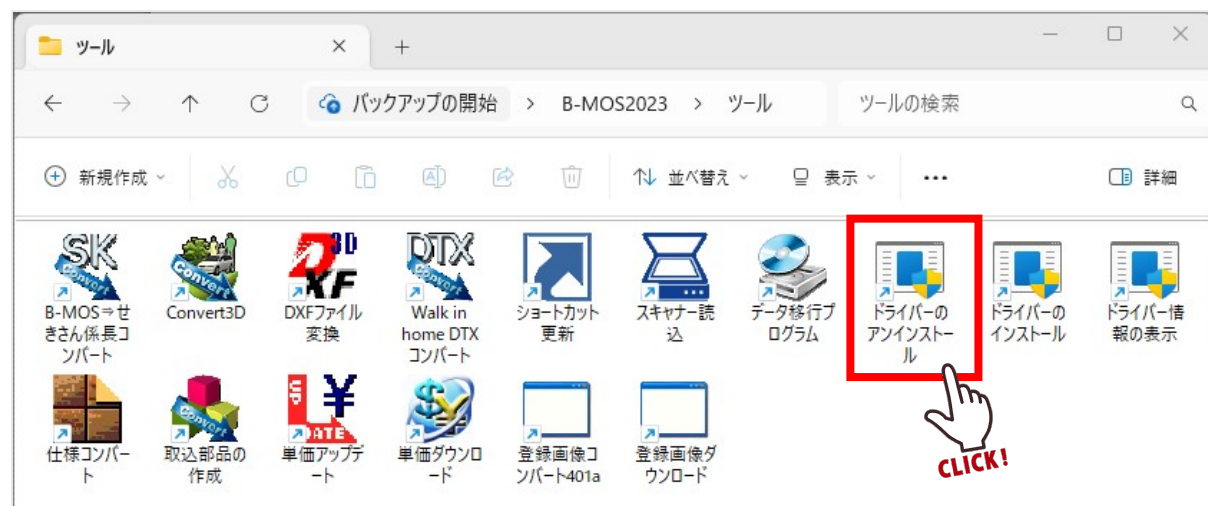 ツール
バックアップの開始 > B-MOS2023 > ツール
ツールの検索
新規作成
並べ替え
表示
詳細
SK
Convert
B-MOS⇒せ
きさん係長コ
ンバート
Convert
Convert3D
3D
DXF
DXFファイル
変換
DTX
Convert
Walk in
home DTX
コンバート
ショートカット
更新
スキャナー読
込
データ移行プ
ログラム
ドライバーの
アンインストー
ル
ドライバーの
インストール
ドライバー情
報の表示
仕様コンバー
ト
Convert
取込部品の
作成
¥
単価アップデ
ート
単価ダウンロ
ード
登録画像コ
ンバート401a
登録画像ダ
ウンロード
CLICK!